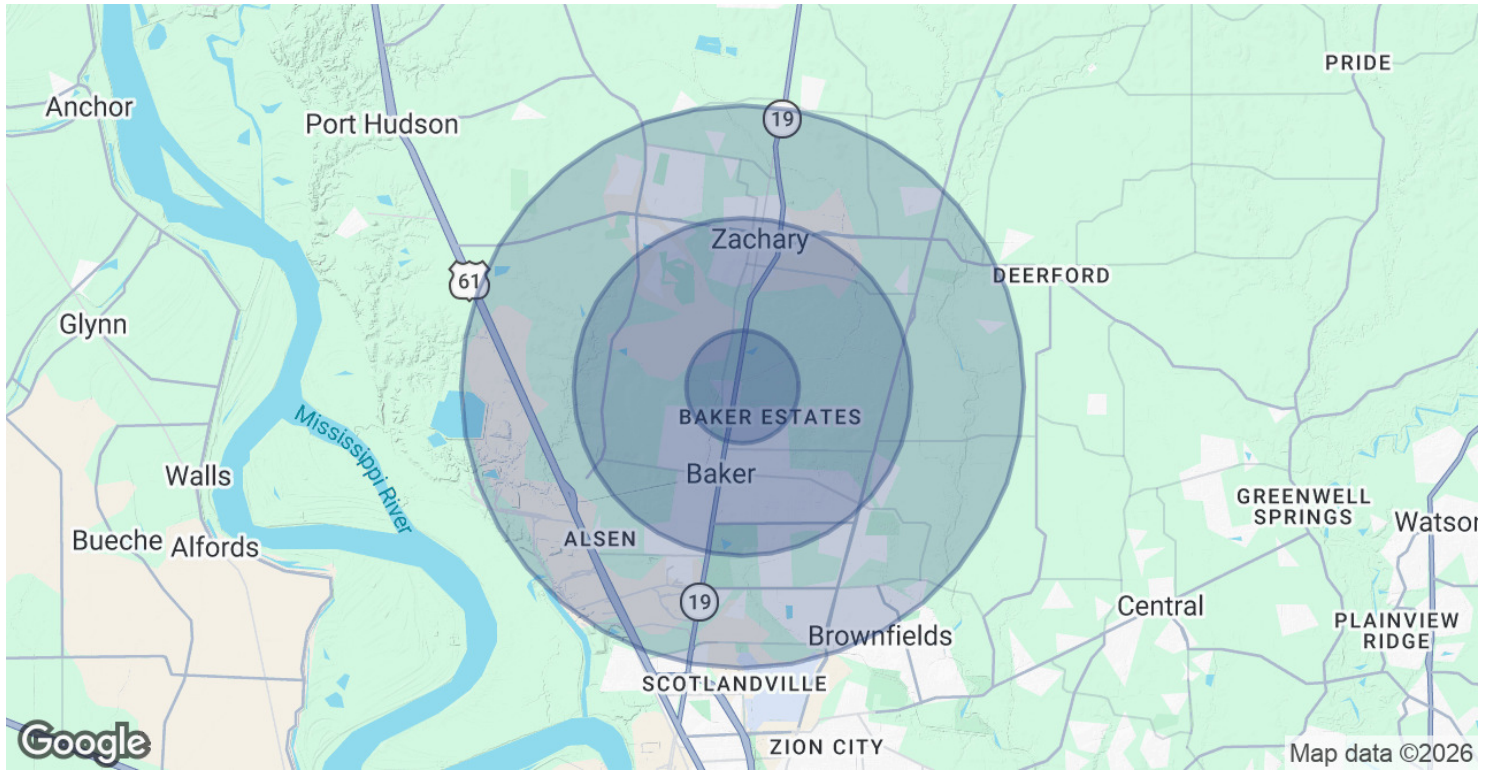 PRIDE
Anchor
Port Hudson
19
Zachary
DEERFORD
61
Glynn
BAKER ESTATES
Mississippi River
Walls
Baker
GREENWELL
SPRINGS
Watson
Bueche
Alfords
ALSEN
19
Central
Brownfields
PLAINVIEW
RIDGE
SCOTLANDVILLE
ZION CITY
Google
Map data ©2026